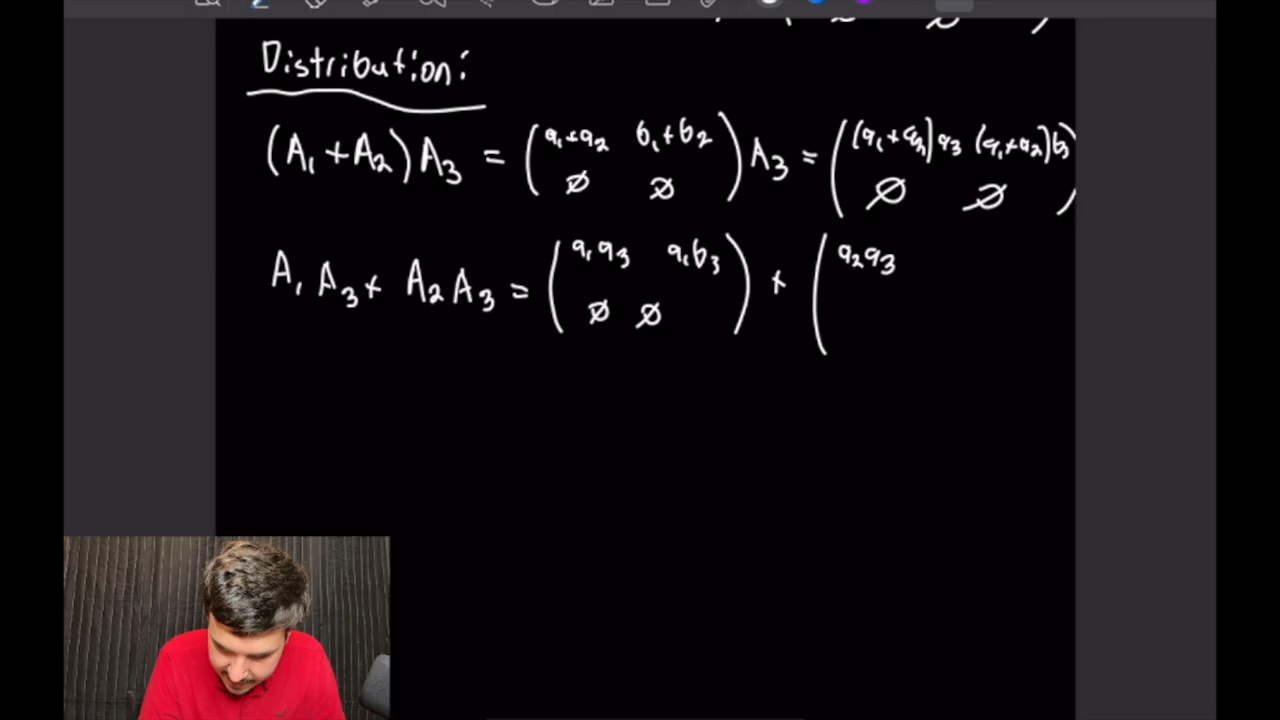 Distribution:
(A₁+A₂)A₃ = (a₁+a₂ b₁+b₂) A₃ = ((a₁+a₂)a₃ (a₁+a₂)b₃)
∅ ∅ ∅ ∅
A₁A₃+ A₂A₃ = (a₁a₃ a₁b₃) + (a₂a₃
∅ ∅